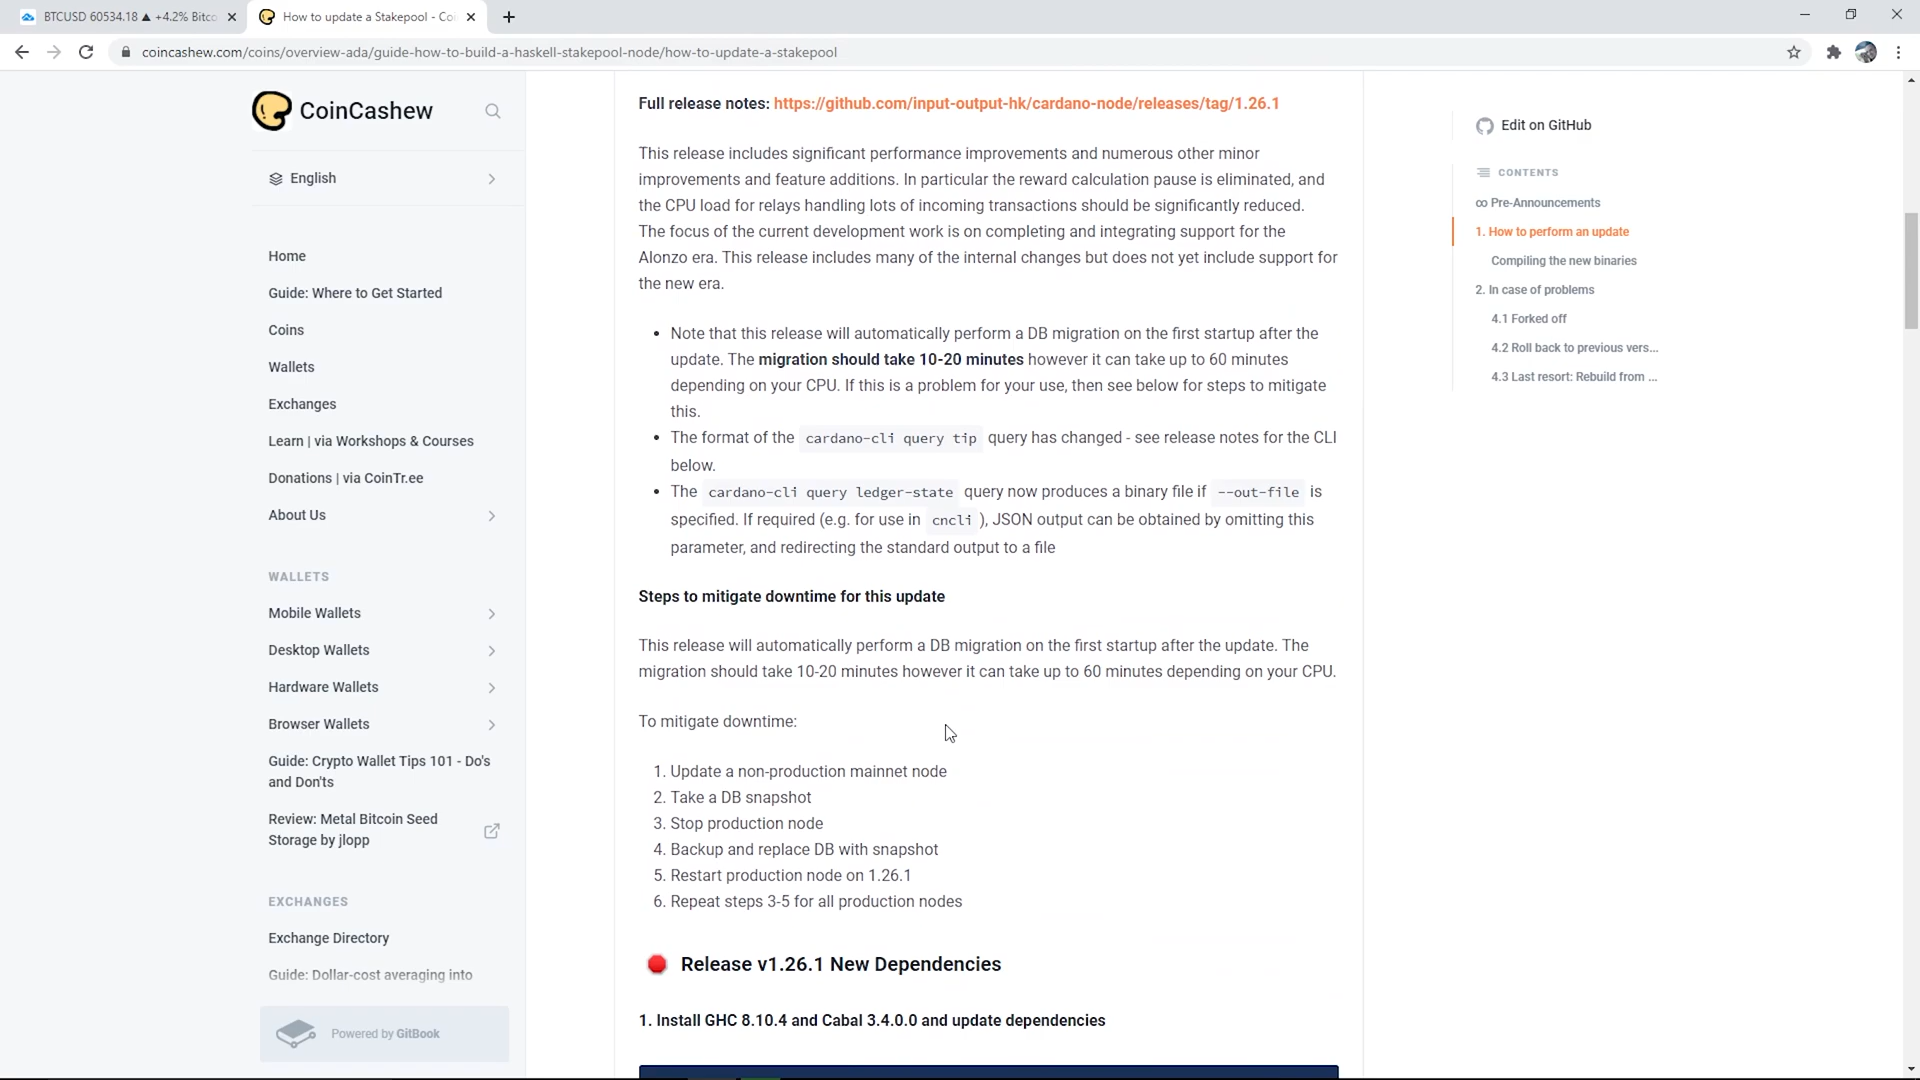 BTCUSD 60534.18 ▲ +4.2% Bitco
How to update a Stakepool - Co
coincashew.com/coins/overview-ada/guide-how-to-build-a-haskell-stakepool-node/how-to-update-a-stakepool
CoinCashew
English
Home
Guide: Where to Get Started
Coins
Wallets
Exchanges
Learn | via Workshops & Courses
Donations | via CoinTr.ee
About Us
WALLETS
Mobile Wallets
Desktop Wallets
Hardware Wallets
Browser Wallets
Guide: Crypto Wallet Tips 101 - Do's
and Don'ts
Review: Metal Bitcoin Seed
Storage by jlopp
EXCHANGES
Exchange Directory
Guide: Dollar-cost averaging into
Powered by GitBook
Full release notes: https://github.com/input-output-hk/cardano-node/releases/tag/1.26.1
This release includes significant performance improvements and numerous other minor
improvements and feature additions. In particular the reward calculation pause is eliminated, and
the CPU load for relays handling lots of incoming transactions should be significantly reduced.
The focus of the current development work is on completing and integrating support for the
Alonzo era. This release includes many of the internal changes but does not yet include support for
the new era.
• Note that this release will automatically perform a DB migration on the first startup after the
update. The migration should take 10-20 minutes however it can take up to 60 minutes
depending on your CPU. If this is a problem for your use, then see below for steps to mitigate
this.
• The format of the cardano-cli query tip query has changed - see release notes for the CLI
below.
• The cardano-cli query ledger-state query now produces a binary file if --out-file is
specified. If required (e.g. for use in cncli ), JSON output can be obtained by omitting this
parameter, and redirecting the standard output to a file
Steps to mitigate downtime for this update
This release will automatically perform a DB migration on the first startup after the update. The
migration should take 10-20 minutes however it can take up to 60 minutes depending on your CPU.
To mitigate downtime:
1. Update a non-production mainnet node
2. Take a DB snapshot
3. Stop production node
4. Backup and replace DB with snapshot
5. Restart production node on 1.26.1
6. Repeat steps 3-5 for all production nodes
Release v1.26.1 New Dependencies
1. Install GHC 8.10.4 and Cabal 3.4.0.0 and update dependencies
Edit on GitHub
CONTENTS
∞ Pre-Announcements
1. How to perform an update
Compiling the new binaries
2. In case of problems
4.1 Forked off
4.2 Roll back to previous vers...
4.3 Last resort: Rebuild from ...